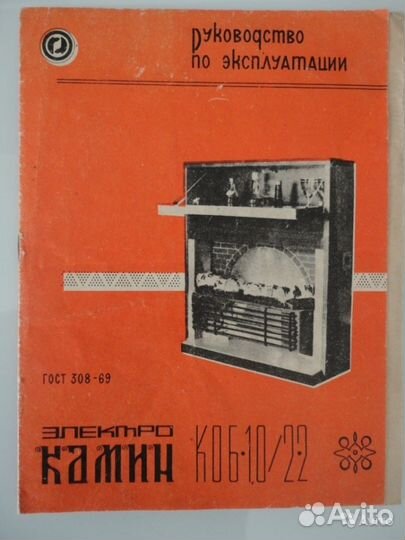 Руководство
по эксплуатации
ГОСТ 308-69
ЭЛЕКТРО
КАМИН КОБ-1,0/22
Avito